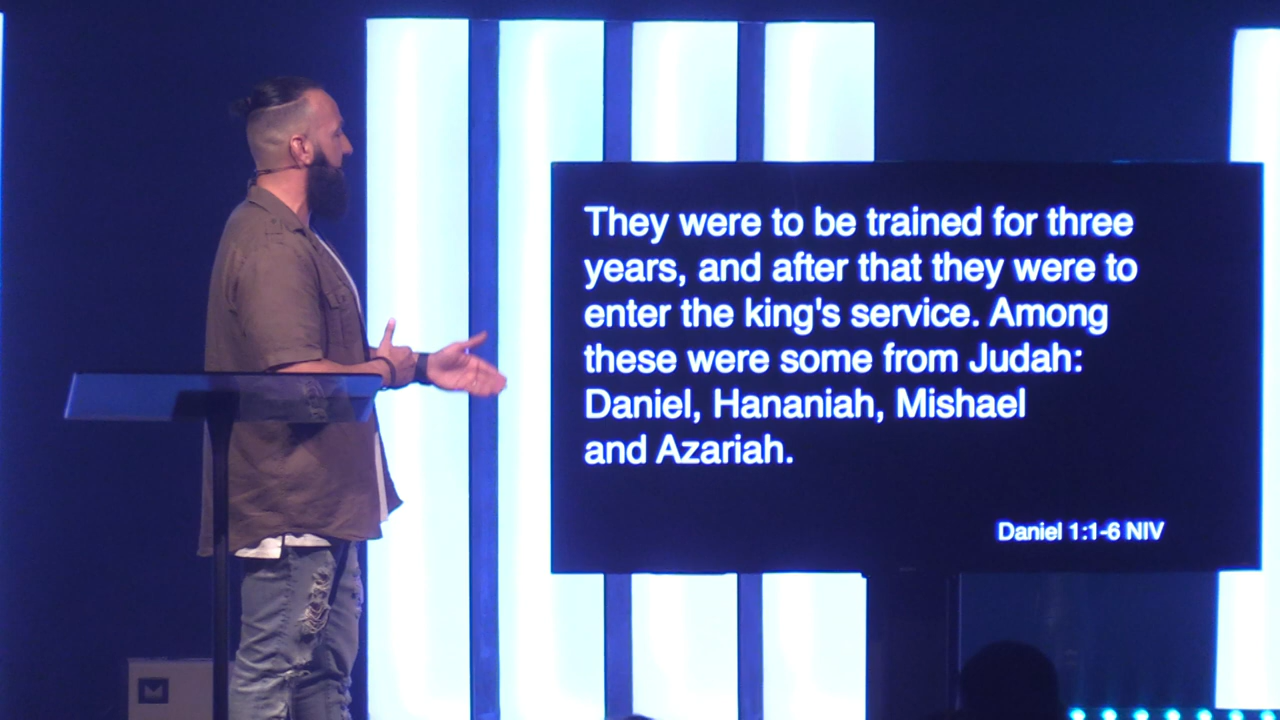 They were to be trained for three
years, and after that they were to
enter the king's service. Among
these were some from Judah:
Daniel, Hananiah, Mishael
and Azariah.
Daniel 1:1-6 NIV